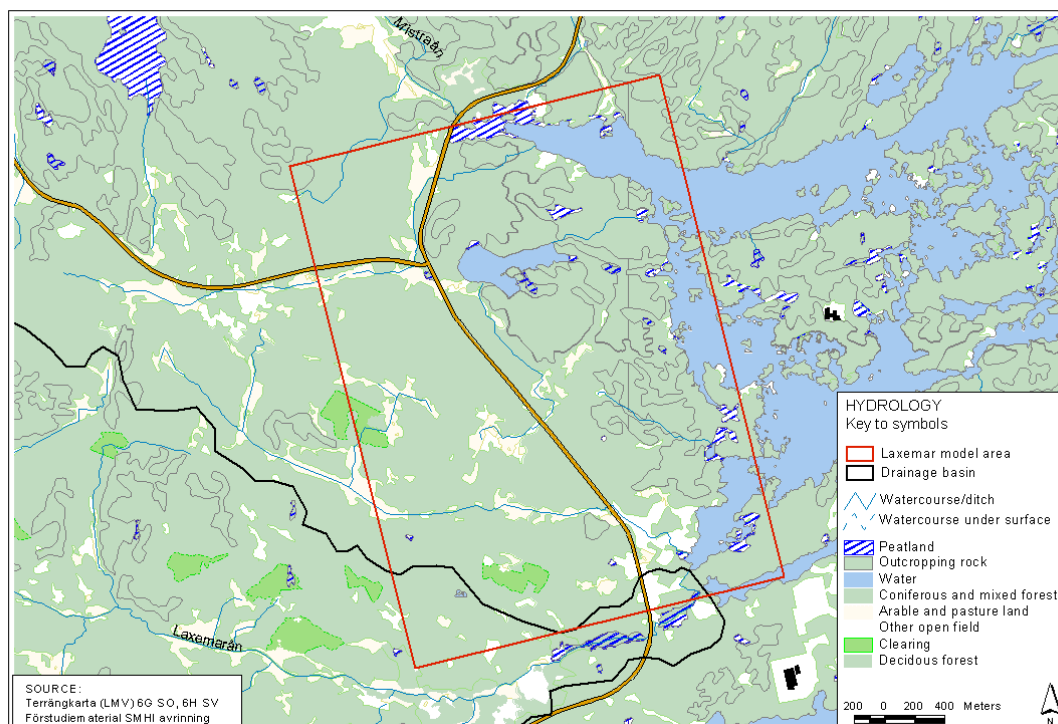 Mistraån
HYDROLOGY
Key to symbols
Laxemar model area
Drainage basin
Watercourse/ditch
Watercourse under surface
Peatland
Outcropping rock
Water
Coniferous and mixed forest
Arable and pasture land
Other open field
Clearing
Decidous forest
Laxemarån
SOURCE:
Terrängkarta (LMV) 6G SO, 6H SV
Förstudiematerial SMHI avrinning
200 0 200 400 Meters